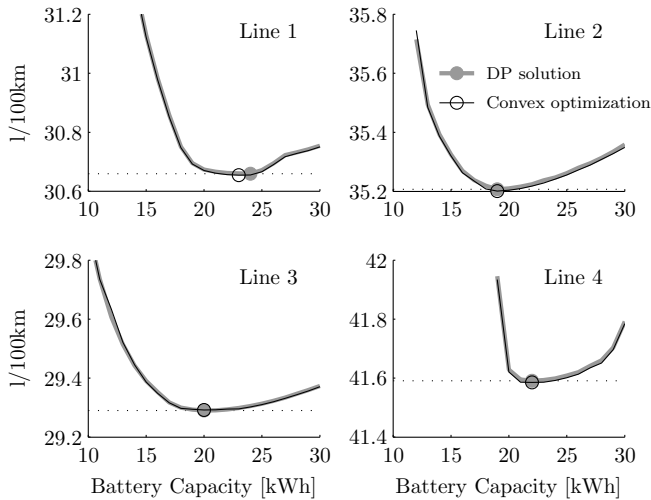 Line 1
31.2
31
30.8
30.6
l/100km
10 15 20 25 30
Line 2
35.8
35.6
35.4
35.2
DP solution
Convex optimization
10 15 20 25 30
Line 3
29.8
29.6
29.4
29.2
l/100km
10 15 20 25 30
Battery Capacity [kWh]
Line 4
42
41.8
41.6
41.4
10 15 20 25 30
Battery Capacity [kWh]